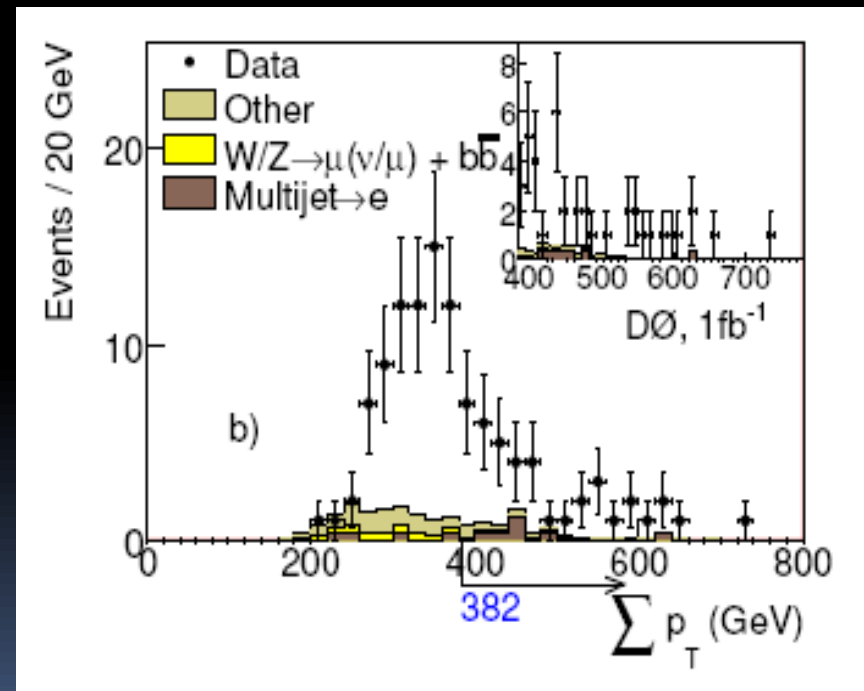 Events / 20 GeV
Data
Other
W/Z→μ(ν/μ) + bb̅
Multijet→e
20
10
0
b)
8
6
4
2
0
400 500 600 700
DØ, 1fb⁻¹
0 200 400 600 800
382
∑ p_T (GeV)